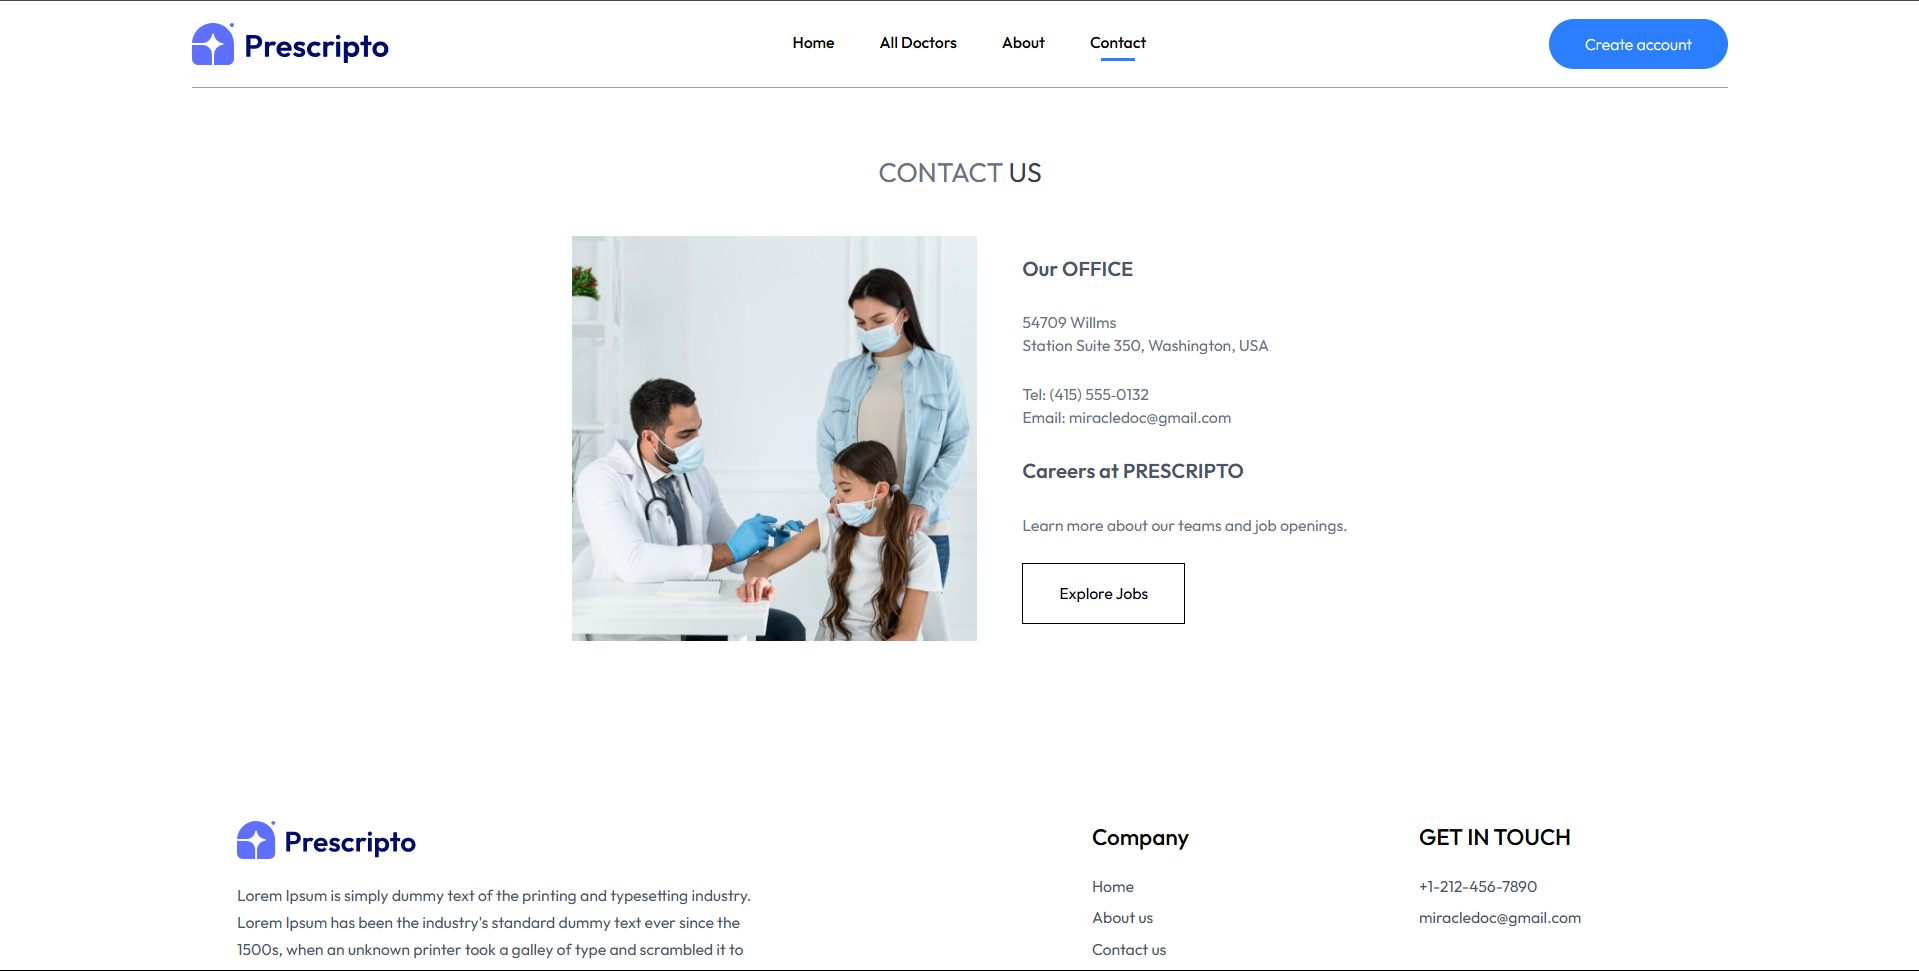 Prescripto
Home
All Doctors
About
Contact
Create account
CONTACT US
Our OFFICE
54709 Willms
Station Suite 350, Washington, USA
Tel: (415) 555-0132
Email: miracledoc@gmail.com
Careers at PRESCRIPTO
Learn more about our teams and job openings.
Explore Jobs
Prescripto
Lorem Ipsum is simply dummy text of the printing and typesetting industry.
Lorem Ipsum has been the industry's standard dummy text ever since the
1500s, when an unknown printer took a galley of type and scrambled it to
Company
Home
About us
Contact us
GET IN TOUCH
+1-212-456-7890
miracledoc@gmail.com